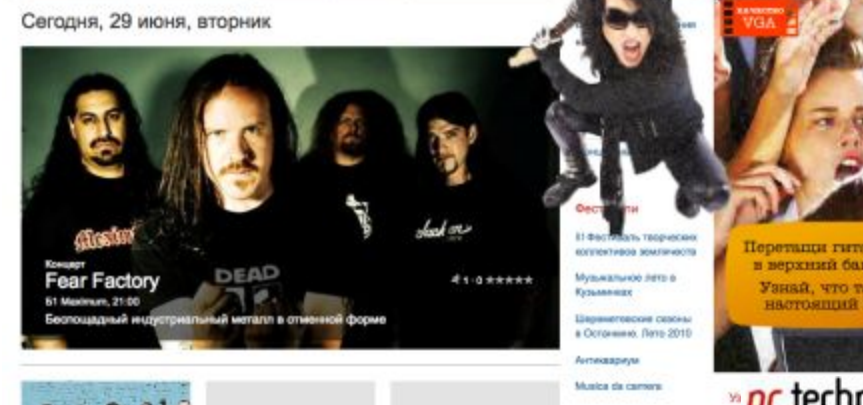 Сегодня, 29 июня, вторник
Концерт
Fear Factory
Б1 Maximum, 21:00
Беспощадный индустриальный металл в отменной форме
DEAD
Фестивали
фестиваль творческих
коллективов землячеств
Музыкальное лето в
Кузьминках
Шереметевские сезоны
в Останкино. Лето 2010
Антиквариум
Musica da camera
КАЧЕСТВО
VGA
Перетащи гит
в верхний ба
Узнай, что т
настоящий
pc techn